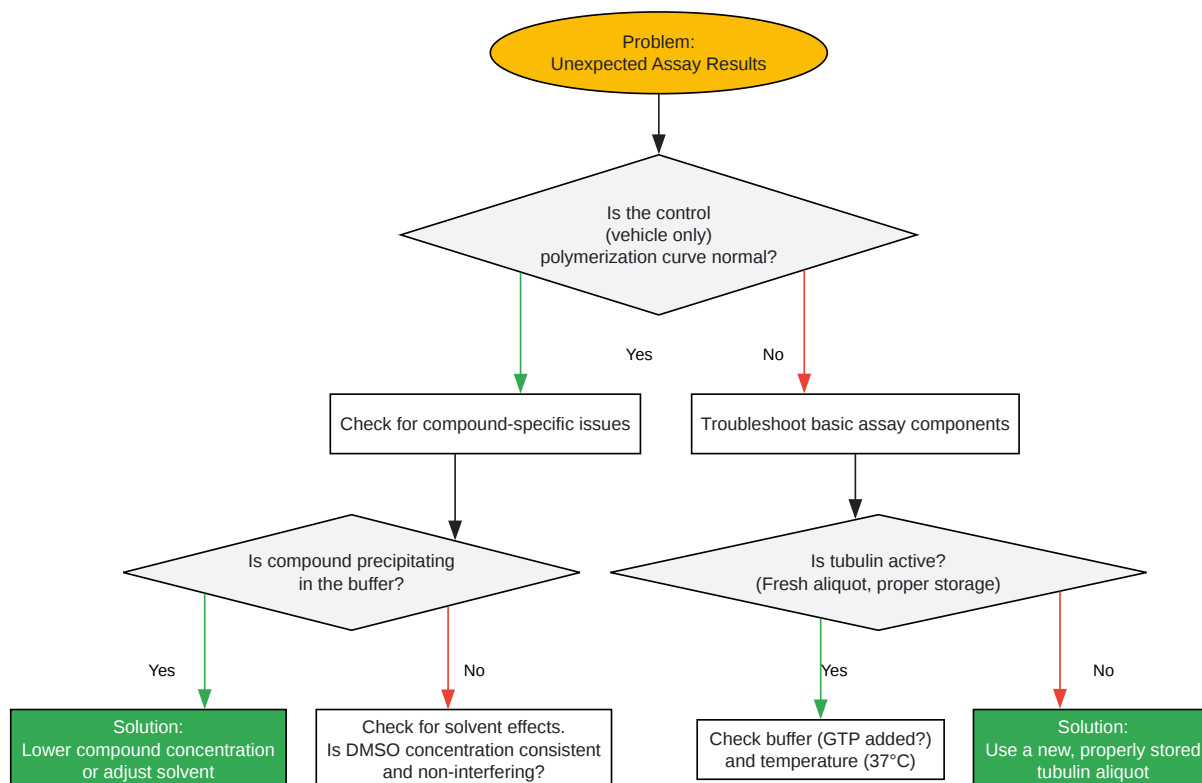 Problem:
Unexpected Assay Results
Is the control
(vehicle only)
polymerization curve normal?
Yes
No
Check for compound-specific issues
Troubleshoot basic assay components
Is compound precipitating
in the buffer?
Is tubulin active?
(Fresh aliquot, proper storage)
Yes
No
Yes
No
Solution:
Lower compound concentration
or adjust solvent
Check for solvent effects.
Is DMSO concentration consistent
and non-interfering?
Check buffer (GTP added?)
and temperature (37°C)
Solution:
Use a new, properly stored
tubulin aliquot